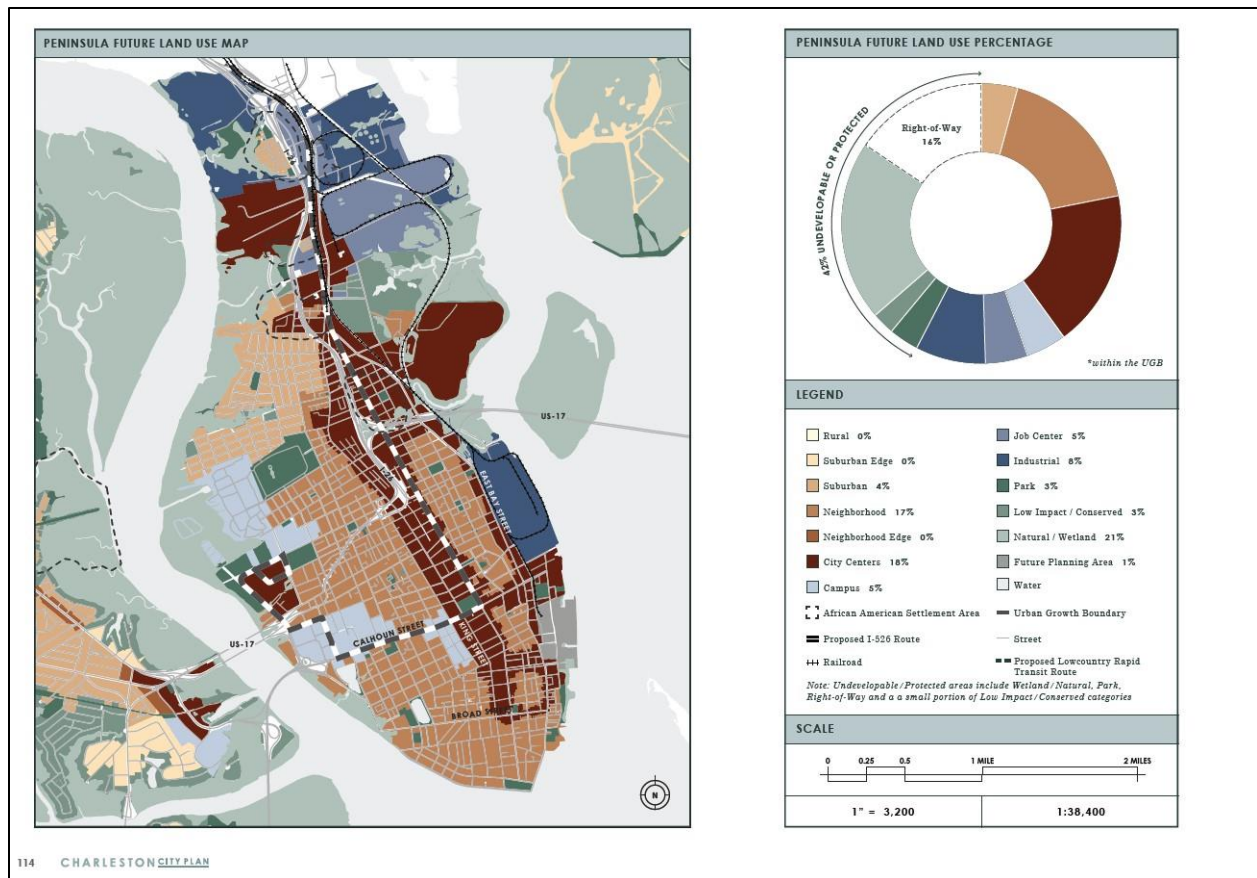 PENINSULA FUTURE LAND USE MAP
I-26
US-17
I-26
EAST BAY STREET
US-17
CALHOUN STREET
KING STREET
N
PENINSULA FUTURE LAND USE PERCENTAGE
42% UNDEVELOPABLE OR PROTECTED
Right-of-Way
16%
*within the UGB
LEGEND
Rural 0%
Suburban Edge 0%
Suburban 4%
Neighborhood 17%
Neighborhood Edge 0%
City Centers 18%
Campus 5%
African American Settlement Area
Proposed I-526 Route
Railroad
Job Center 5%
Industrial 8%
Park 3%
Low Impact / Conserved 3%
Natural / Wetland 21%
Future Planning Area 1%
Water
Urban Growth Boundary
Street
Proposed Lowcountry Rapid
Transit Route
Note: Undevelopable/Protected areas include Wetland/Natural, Park,
Right-of-Way and a a small portion of Low Impact/Conserved categories
SCALE
0 0.25 0.5 1 MILE 2 MILES
1" = 3,200 1:38,400
114 CHARLESTON CITY PLAN